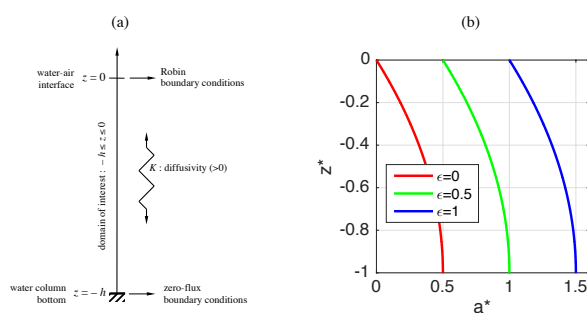 (a)
water-air
interface
z = 0
Robin
boundary conditions
domain of interest : − h ≤ z ≤ 0
K : diffusivity (>0)
water column
bottom
z = − h
zero-flux
boundary conditions
(b)
0
-0.2
-0.4
-0.6
-0.8
-1
z*
ϵ=0
ϵ=0.5
ϵ=1
0 0.5 1 1.5
a*